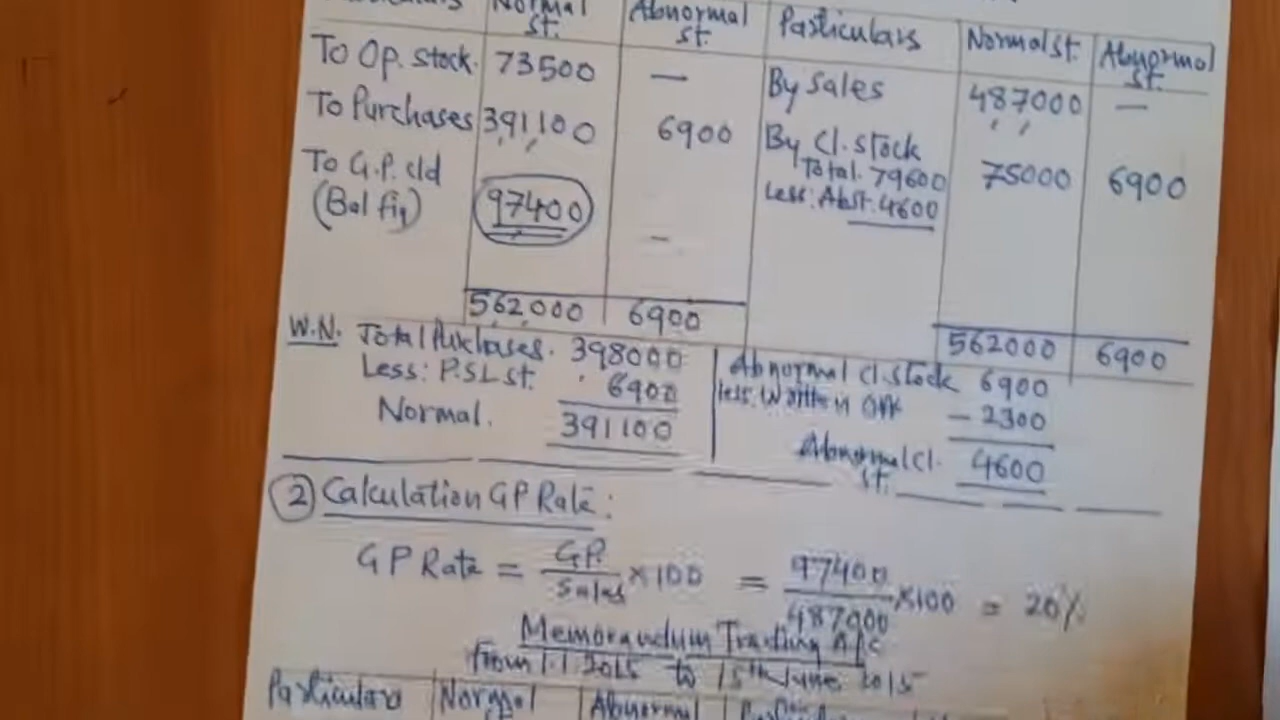 Normal Abnormal Particulars Normal st. Abnormal
st. st. st.
To Op. stock. 73500 — By Sales 487000 —
To Purchases 391100 6900 By Cl. stock
Total. 79600 75000 6900
To G.P. c/d Less: Ab st. 4600
(Bal fig) 97400 -
562000 6900 562000 6900
W.N. Total Purchases. 398000 Abnormal Cl. stock 6900
Less: P.S.L st. 6900 less. Written Off - 2300
Normal. 391100 Abnormal Cl. 4600
st.
2 Calculation GP Rate:
GP Rate = GP. / Sales ×100 = 97400 / 487000 ×100 = 20%
Memorandum Trading A/c
from 1.1.2015 to 15th June 2015
Particulars Normal Abnormal